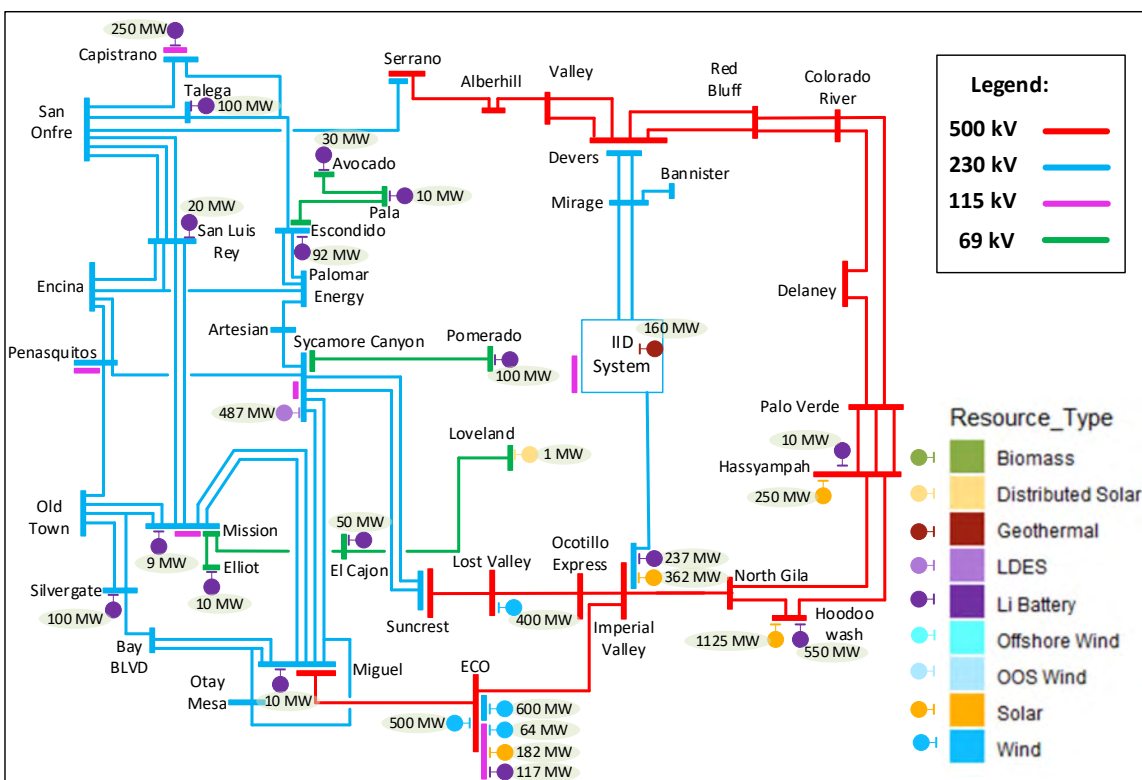 250 MW
Capistrano
Serrano
Alberhill
Valley
Red
Bluff
Colorado
River
Legend:
500 kV
230 kV
115 kV
69 kV
San
Onfre
Talega
100 MW
30 MW
Avocado
10 MW
Pala
Devers
Bannister
Mirage
20 MW
San Luis
Rey
Escondido
92 MW
Palomar
Energy
Encina
Delaney
Artesian
Penasquitos
Sycamore Canyon
Pomerado
100 MW
160 MW
IID
System
487 MW
Palo Verde
10 MW
Hassyampah
250 MW
Loveland
1 MW
Old
Town
Mission
9 MW
Elliot
10 MW
50 MW
El Cajon
Silvergate
100 MW
Lost Valley
400 MW
Ocotillo
Express
237 MW
362 MW
North Gila
Suncrest
Imperial
Valley
Hoodoo
wash
1125 MW
550 MW
Bay
BLVD
Otay
Mesa
Miguel
10 MW
ECO
500 MW
600 MW
64 MW
182 MW
117 MW
Resource_Type
Biomass
Distributed Solar
Geothermal
LDES
Li Battery
Offshore Wind
OOS Wind
Solar
Wind